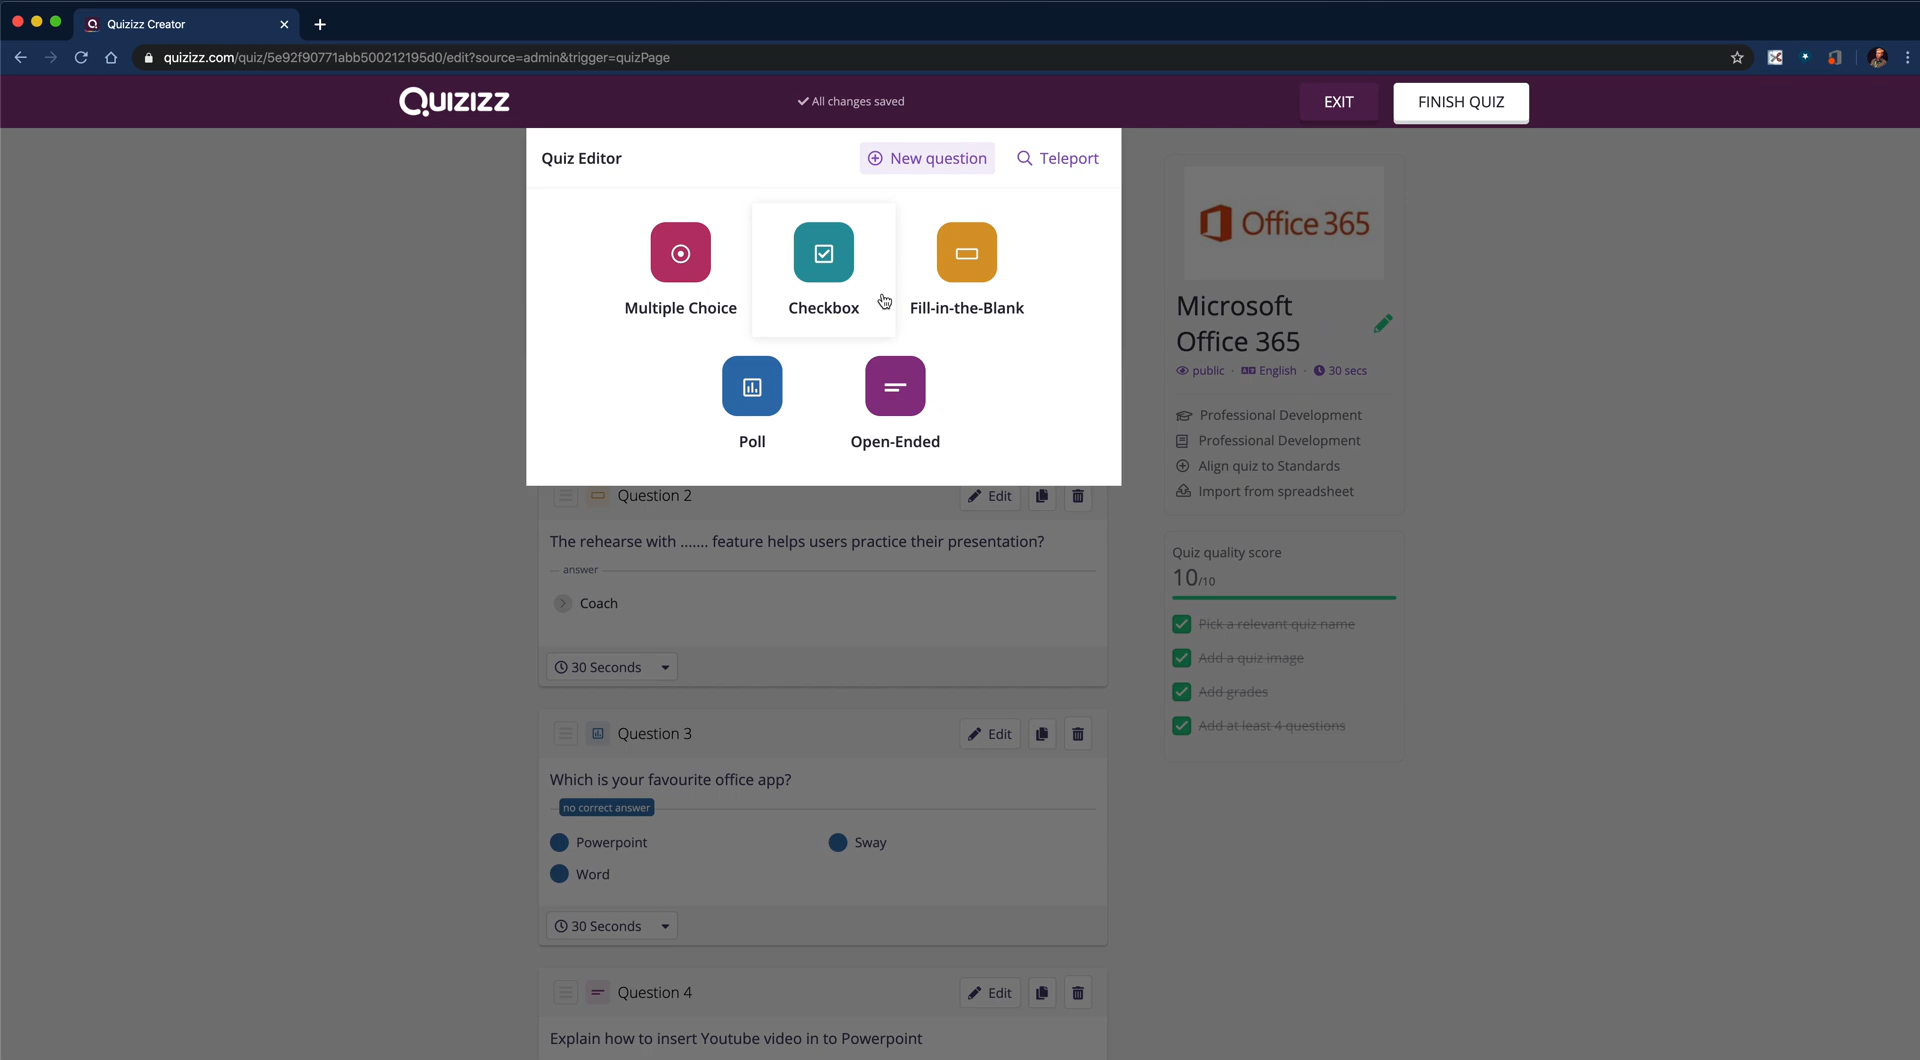 Quizizz Creator
quizizz.com/quiz/5e92f90771abb500212195d0/edit?source=admin&trigger=quizPage
QUIZIZZ
All changes saved
EXIT
FINISH QUIZ
Quiz Editor
New question
Teleport
Multiple Choice
Checkbox
Fill-in-the-Blank
Poll
Open-Ended
Question 2
Edit
The rehearse with ....... feature helps users practice their presentation?
answer
Coach
30 Seconds
Question 3
Edit
Which is your favourite office app?
no correct answer
Powerpoint
Sway
Word
30 Seconds
Question 4
Edit
Explain how to insert Youtube video in to Powerpoint
Office 365
Microsoft
Office 365
public · English · 30 secs
Professional Development
Professional Development
Align quiz to Standards
Import from spreadsheet
Quiz quality score
10/10
Pick a relevant quiz name
Add a quiz image
Add grades
Add at least 4 questions